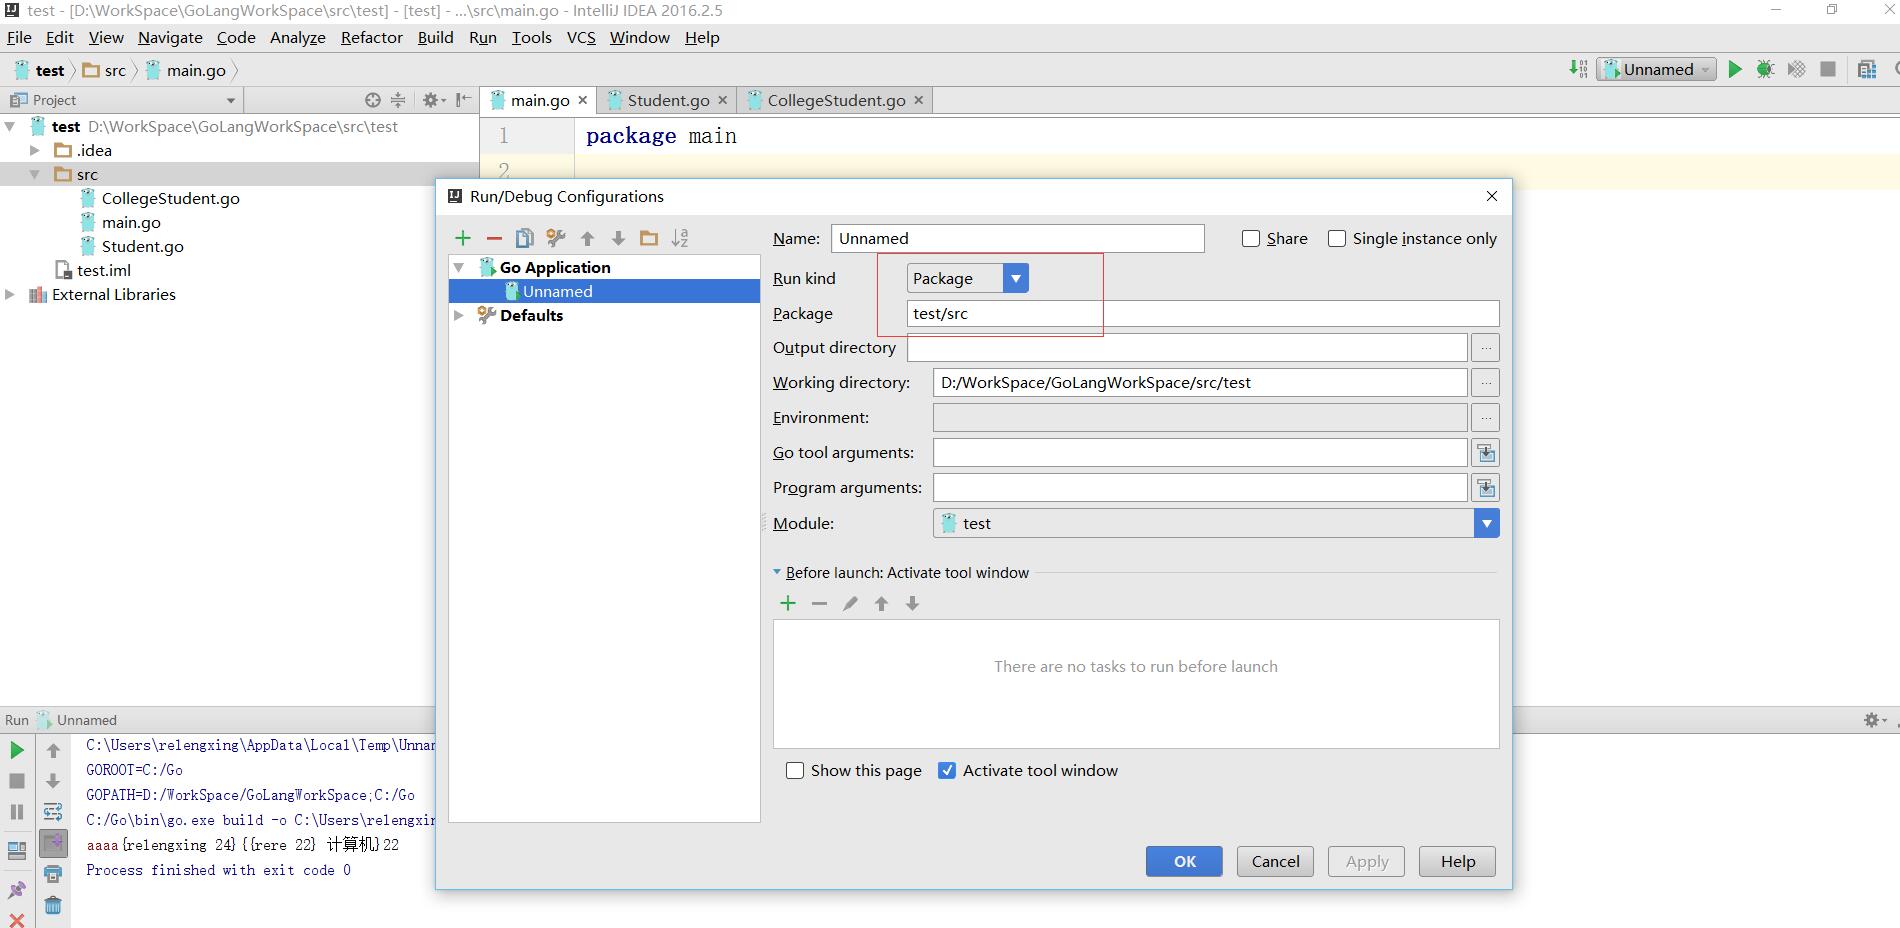 test - [D:\WorkSpace\GoLangWorkSpace\src\test] - [test] - ...\src\main.go - IntelliJ IDEA 2016.2.5
File Edit View Navigate Code Analyze Refactor Build Run Tools VCS Window Help
test src main.go Unnamed
Project main.go Student.go CollegeStudent.go
test D:\WorkSpace\GoLangWorkSpace\src\test
1 package main
.idea
2
src
CollegeStudent.go
main.go
Student.go
test.iml
External Libraries
Run/Debug Configurations
Name: Unnamed Share Single instance only
Go Application
Unnamed
Defaults
Run kind Package
Package test/src
Output directory ...
Working directory: D:/WorkSpace/GoLangWorkSpace/src/test ...
Environment: ...
Go tool arguments:
Program arguments:
Module: test
Before launch: Activate tool window
There are no tasks to run before launch
Show this page Activate tool window
OK Cancel Apply Help
Run Unnamed
C:\Users\relengxing\AppData\Local\Temp\Unnar
GOROOT=C:/Go
GOPATH=D:/WorkSpace/GoLangWorkSpace;C:/Go
C:/Go\bin\go.exe build -o C:\Users\relengxin
aaaa{relengxing 24}{{rere 22} 计算机}22
Process finished with exit code 0